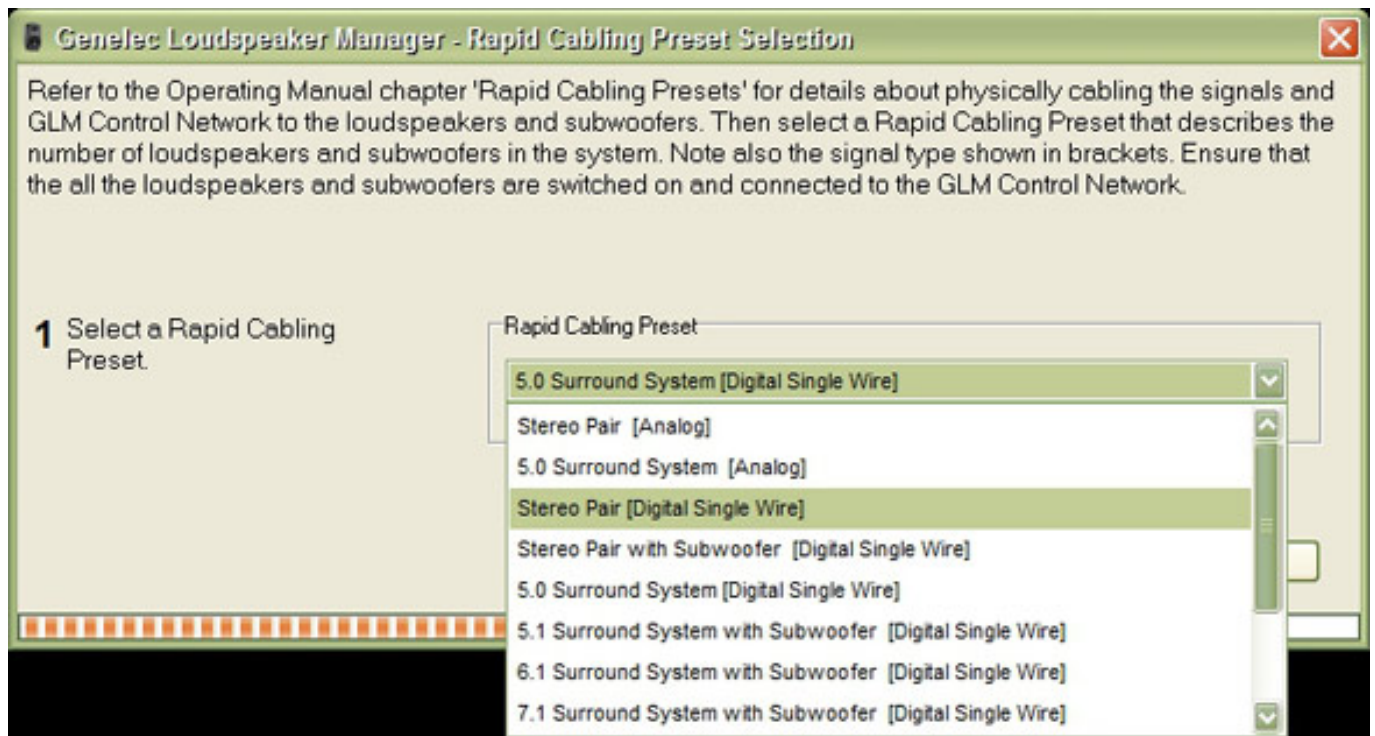 Genelec Loudspeaker Manager - Rapid Cabling Preset Selection
Refer to the Operating Manual chapter 'Rapid Cabling Presets' for details about physically cabling the signals and
GLM Control Network to the loudspeakers and subwoofers. Then select a Rapid Cabling Preset that describes the
number of loudspeakers and subwoofers in the system. Note also the signal type shown in brackets. Ensure that
the all the loudspeakers and subwoofers are switched on and connected to the GLM Control Network.
1 Select a Rapid Cabling
Preset.
Rapid Cabling Preset
5.0 Surround System [Digital Single Wire]
Stereo Pair [Analog]
5.0 Surround System [Analog]
Stereo Pair [Digital Single Wire]
Stereo Pair with Subwoofer [Digital Single Wire]
5.0 Surround System [Digital Single Wire]
5.1 Surround System with Subwoofer [Digital Single Wire]
6.1 Surround System with Subwoofer [Digital Single Wire]
7.1 Surround System with Subwoofer [Digital Single Wire]